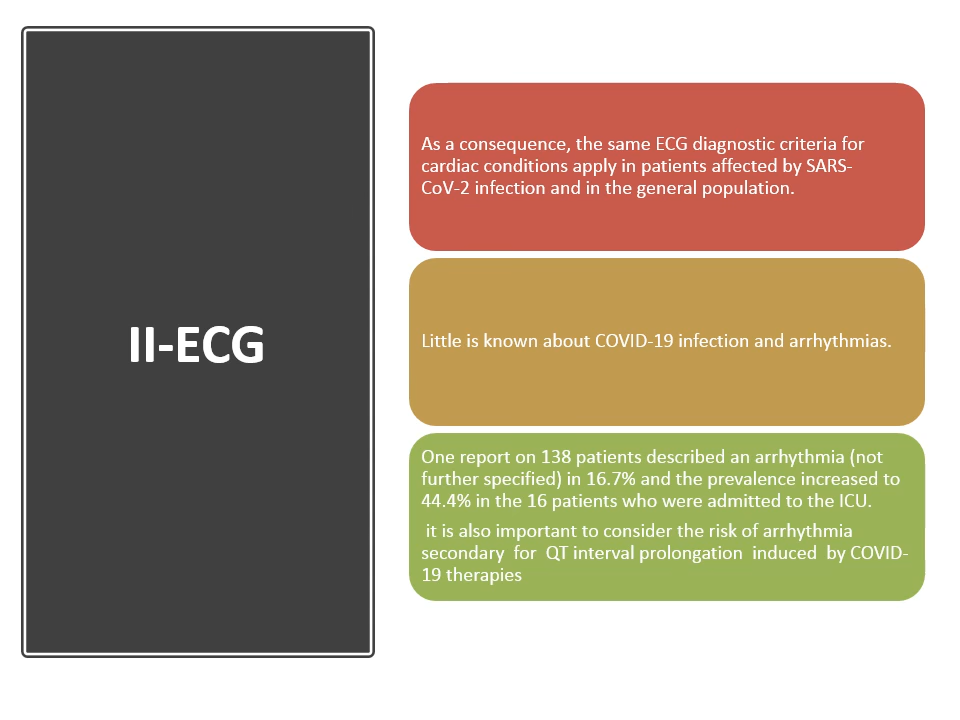 II-ECG
As a consequence, the same ECG diagnostic criteria for
cardiac conditions apply in patients affected by SARS-
CoV-2 infection and in the general population.
Little is known about COVID-19 infection and arrhythmias.
One report on 138 patients described an arrhythmia (not
further specified) in 16.7% and the prevalence increased to
44.4% in the 16 patients who were admitted to the ICU.
it is also important to consider the risk of arrhythmia
secondary for QT interval prolongation induced by COVID-
19 therapies